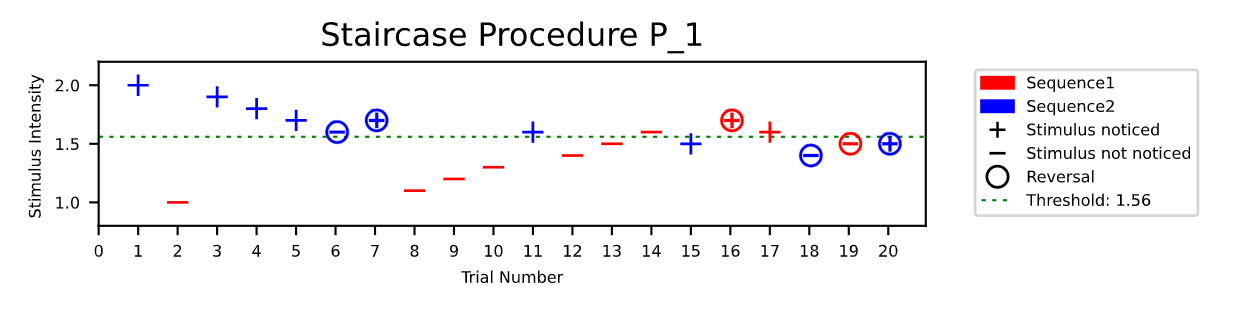 Staircase Procedure P_1
Stimulus Intensity
2.0
1.5
1.0
0 1 2 3 4 5 6 7 8 9 10 11 12 13 14 15 16 17 18 19 20
Trial Number
Sequence1
Sequence2
Stimulus noticed
Stimulus not noticed
Reversal
Threshold: 1.56